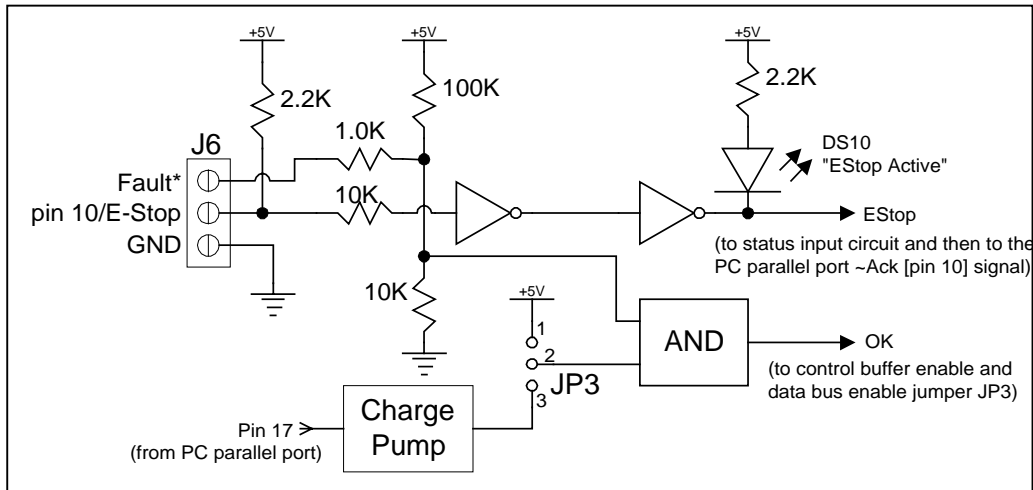 +5V
+5V
+5V
2.2K
100K
2.2K
J6
1.0K
DS10
"EStop Active"
Fault*
10K
pin 10/E-Stop
EStop
GND
(to status input circuit and then to the
PC parallel port ~Ack [pin 10] signal)
10K
+5V
1
2
JP3
3
AND
OK
(to control buffer enable and
data bus enable jumper JP3)
Charge
Pump
Pin 17
(from PC parallel port)